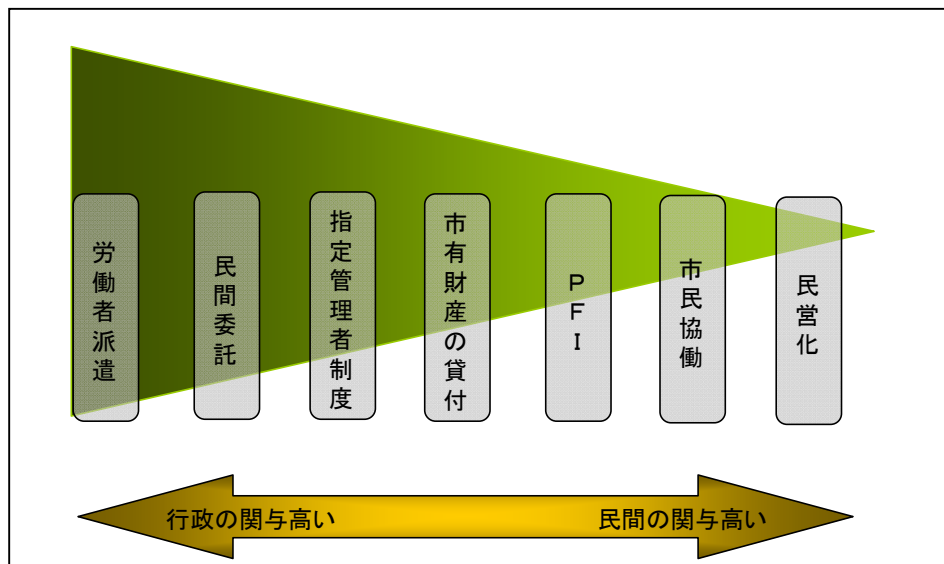 労働者派遣
民間委託
指定管理者制度
市有財産の貸付
ＰＦＩ
市民協働
民営化
行政の関与高い
民間の関与高い